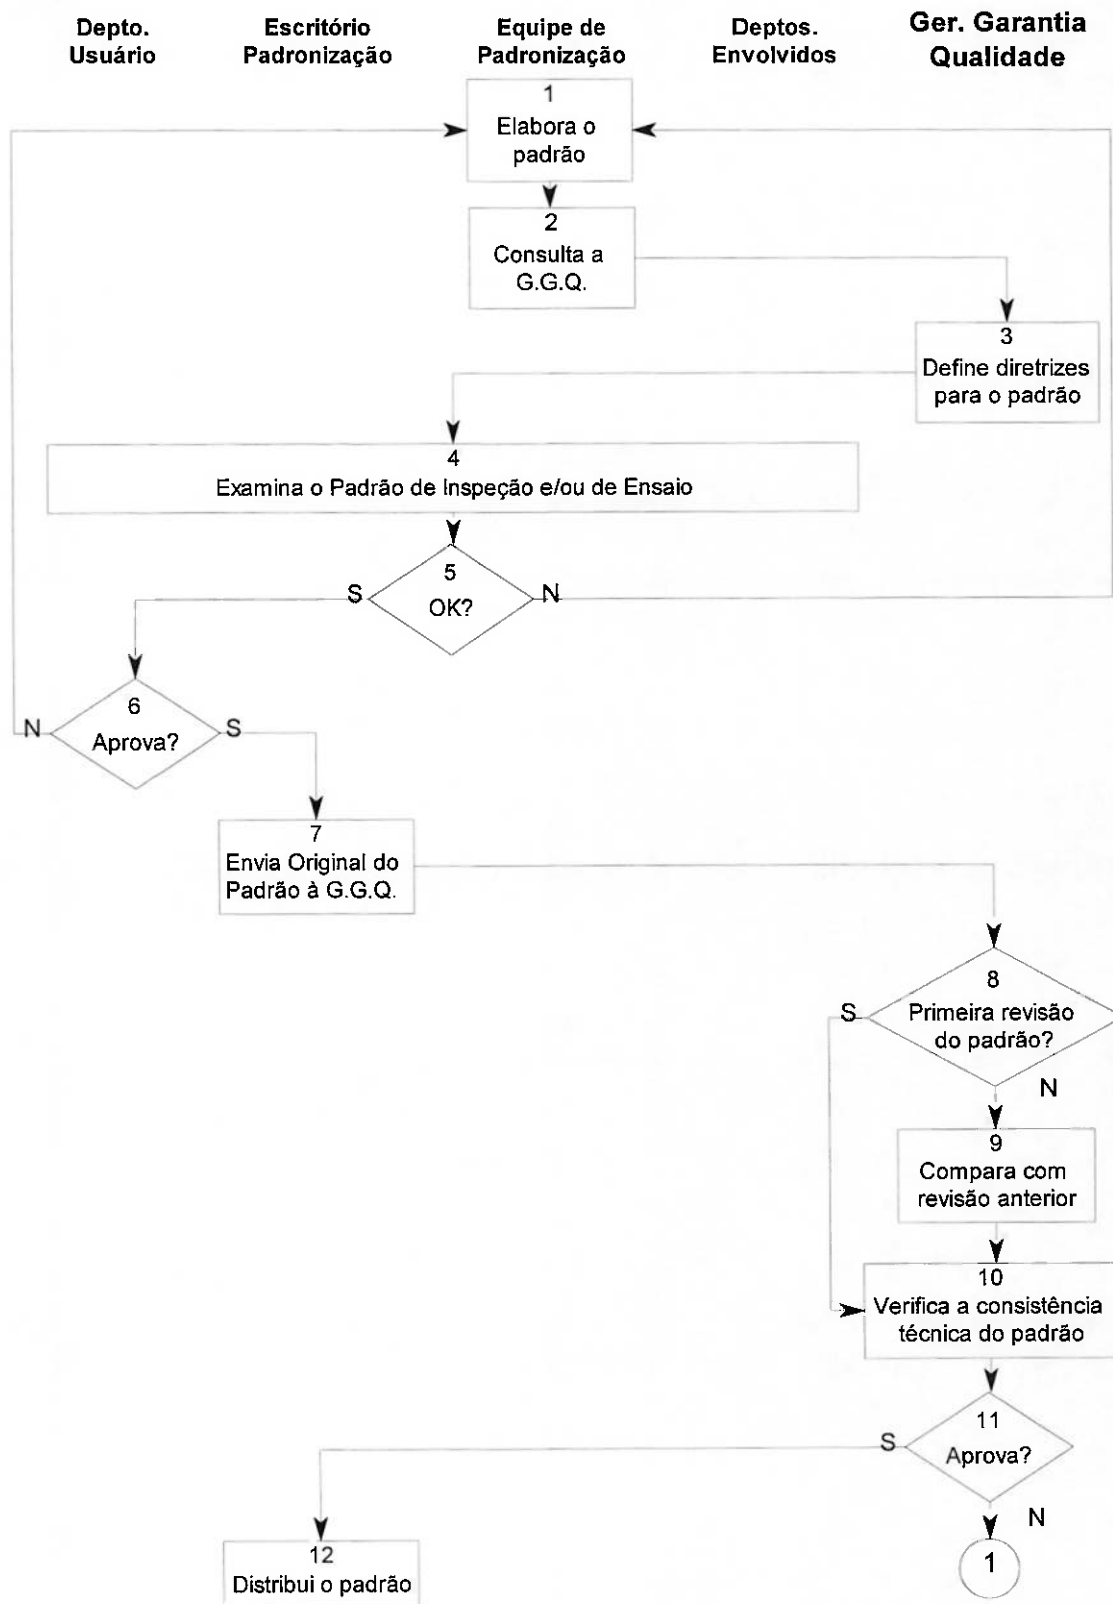 Depto.
Usuário
Escritório
Padronização
Equipe de
Padronização
Deptos.
Envolvidos
Ger. Garantia
Qualidade
1
Elabora o
padrão
2
Consulta a
G.G.Q.
3
Define diretrizes
para o padrão
4
Examina o Padrão de Inspeção e/ou de Ensaio
5
OK?
S
N
6
Aprova?
N
S
7
Envia Original do
Padrão à G.G.Q.
8
Primeira revisão
do padrão?
S
N
9
Compara com
revisão anterior
10
Verifica a consistência
técnica do padrão
11
Aprova?
S
N
12
Distribui o padrão
1